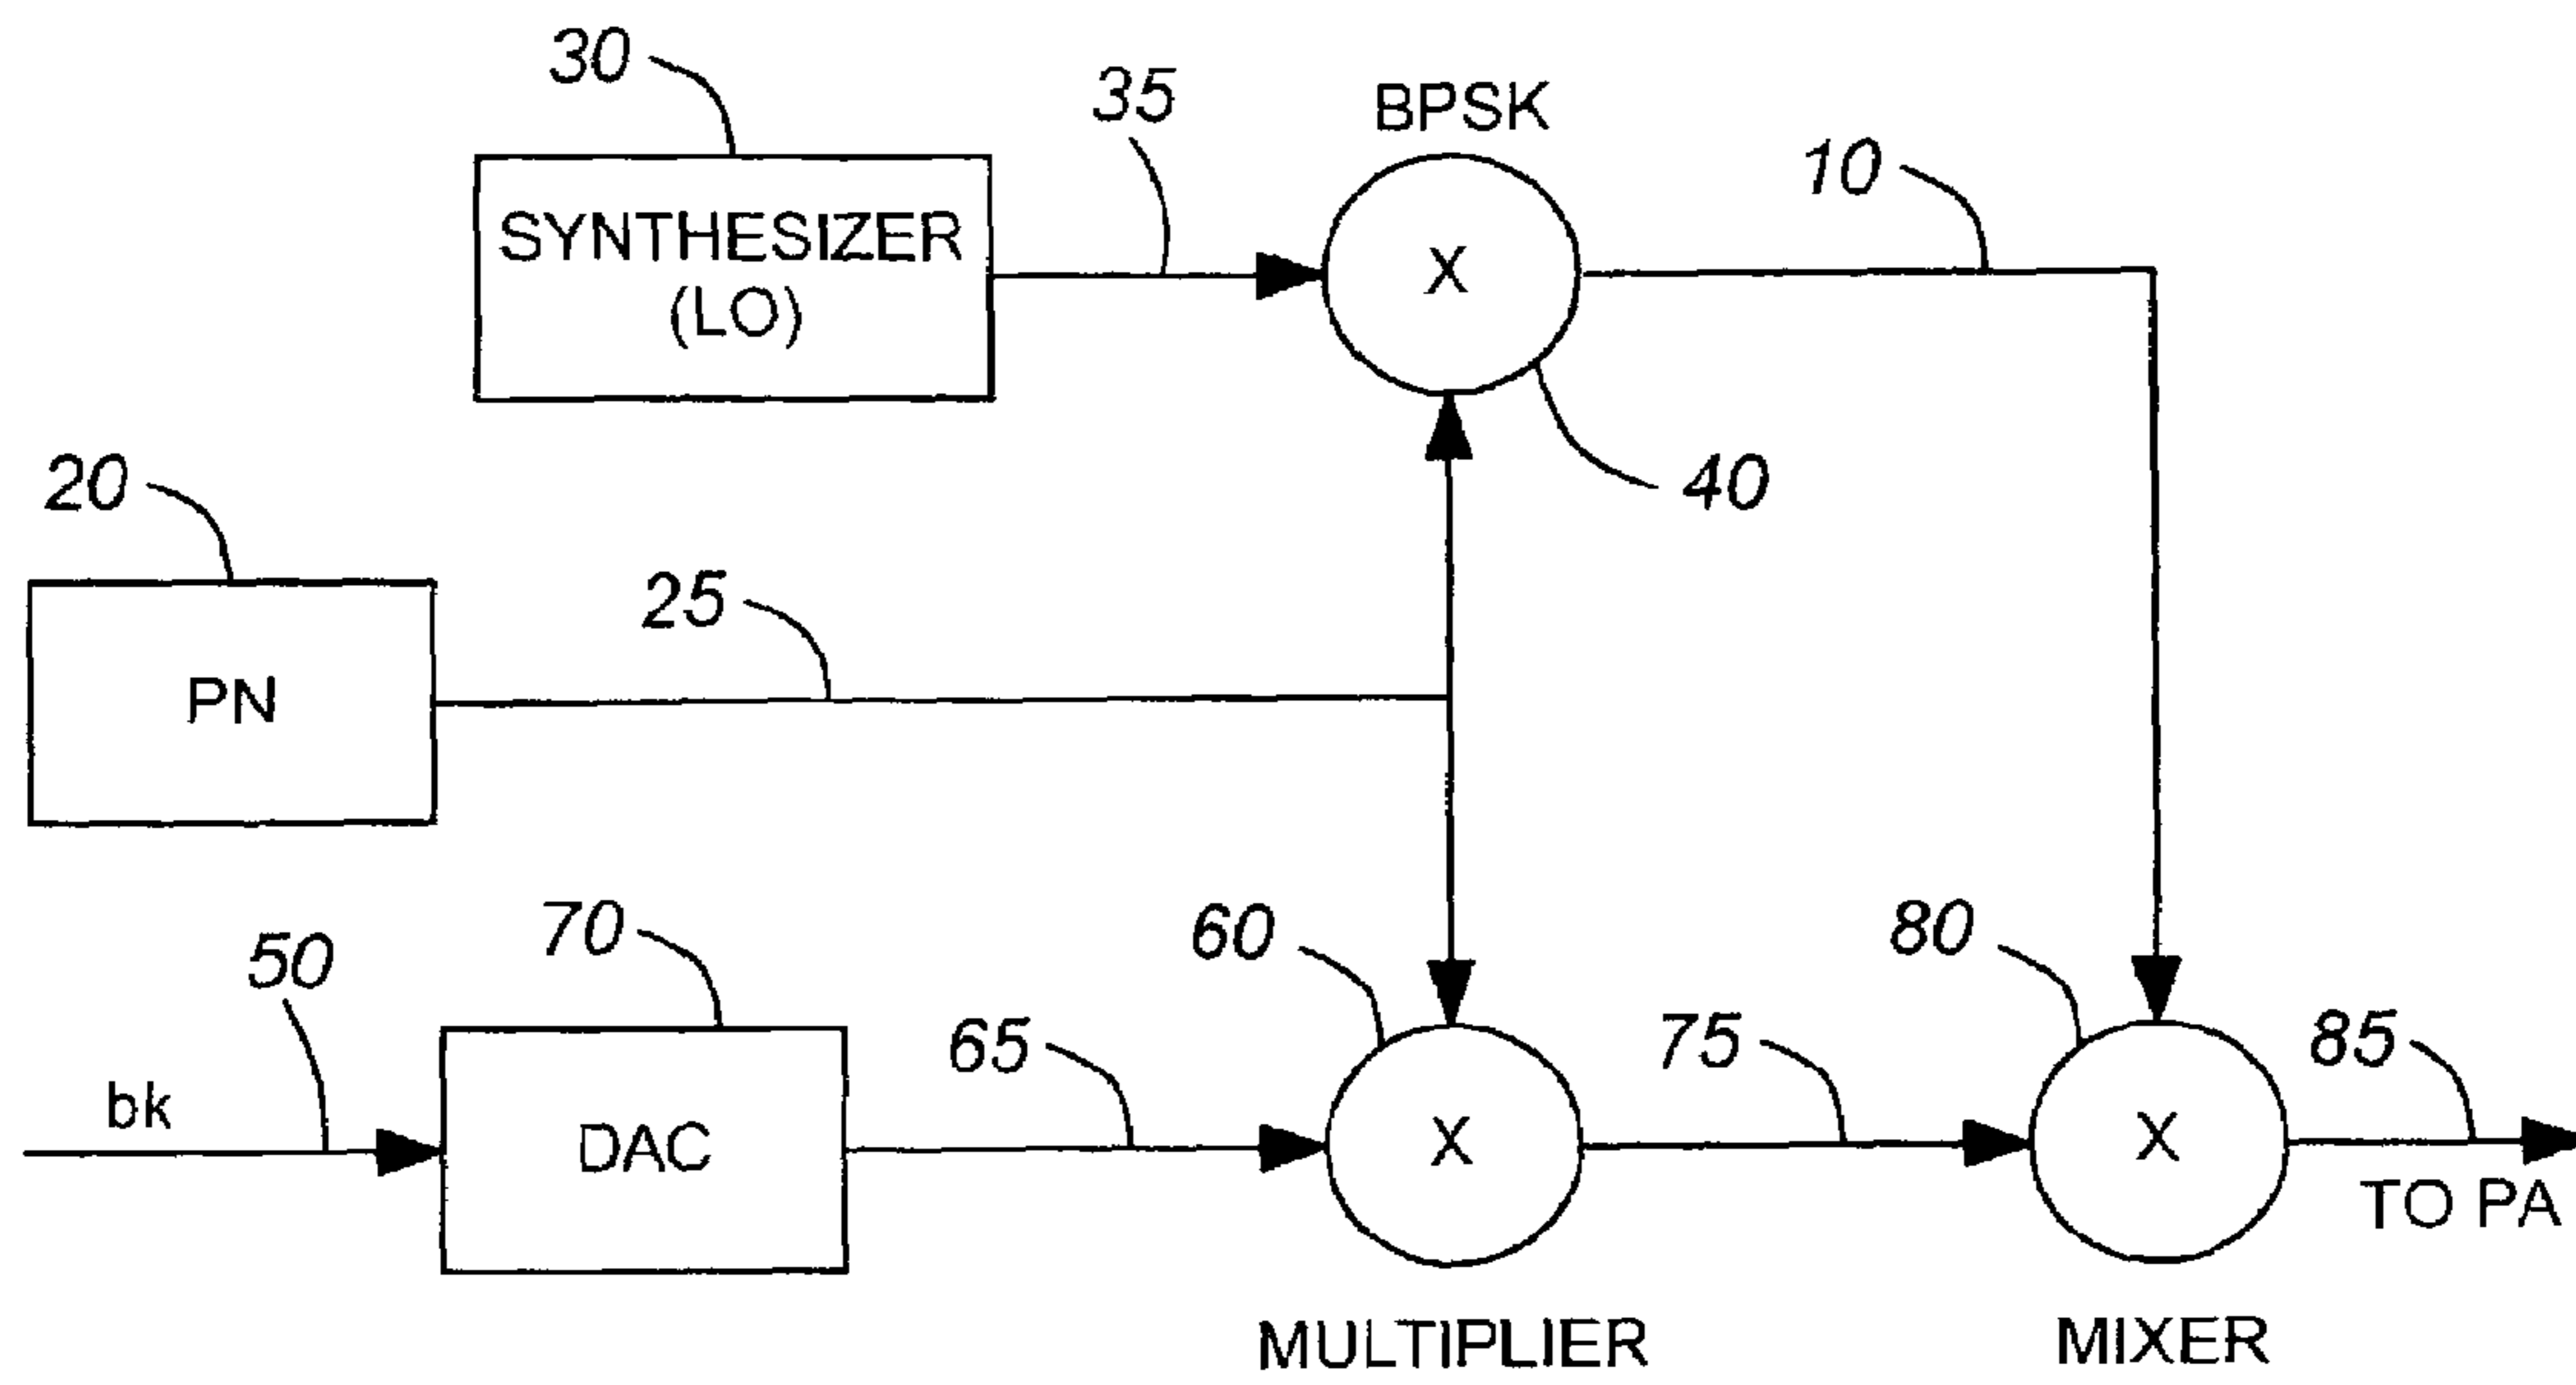 30
35
BPSK
10
SYNTHESIZER
(LO)
X
40
20
25
PN
50
bk
70
DAC
65
60
X
75
80
X
85
TO PA
MULTIPLIER
MIXER